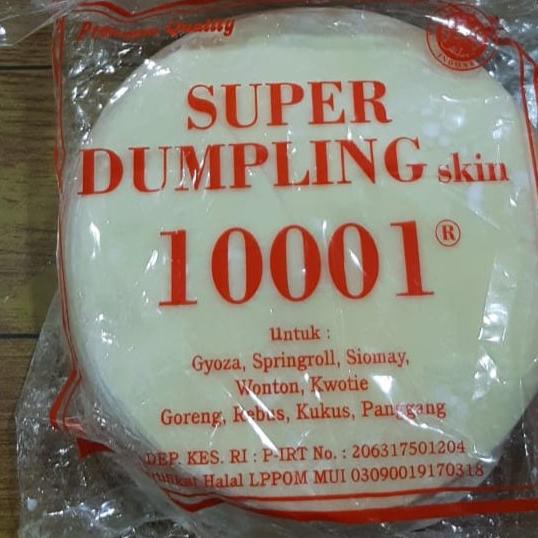 Premium Quality
INDONESIA
SUPER
DUMPLING skin
10001®
Untuk :
Gyoza, Springroll, Siomay,
Wonton, Kwotie
Goreng, Rebus, Kukus, Panggang
DEP. KES. RI : P-IRT No. : 206317501204
Halal LPPOM MUI 03090019170318